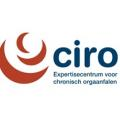 ciro
Expertisecentrum voor
chronisch orgaanfalen